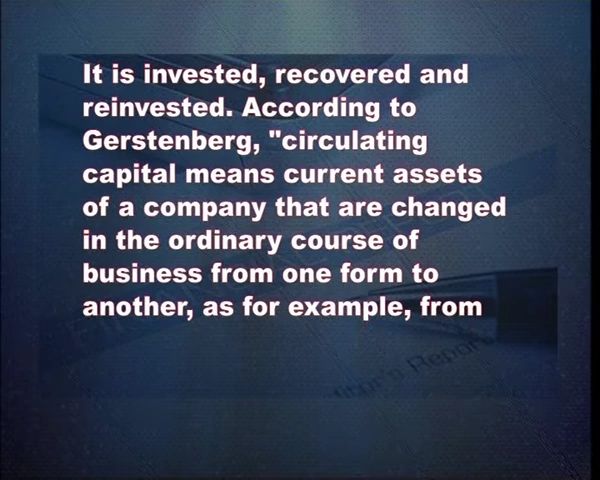 It is invested, recovered and
reinvested. According to
Gerstenberg, "circulating
capital means current assets
of a company that are changed
in the ordinary course of
business from one form to
another, as for example, from